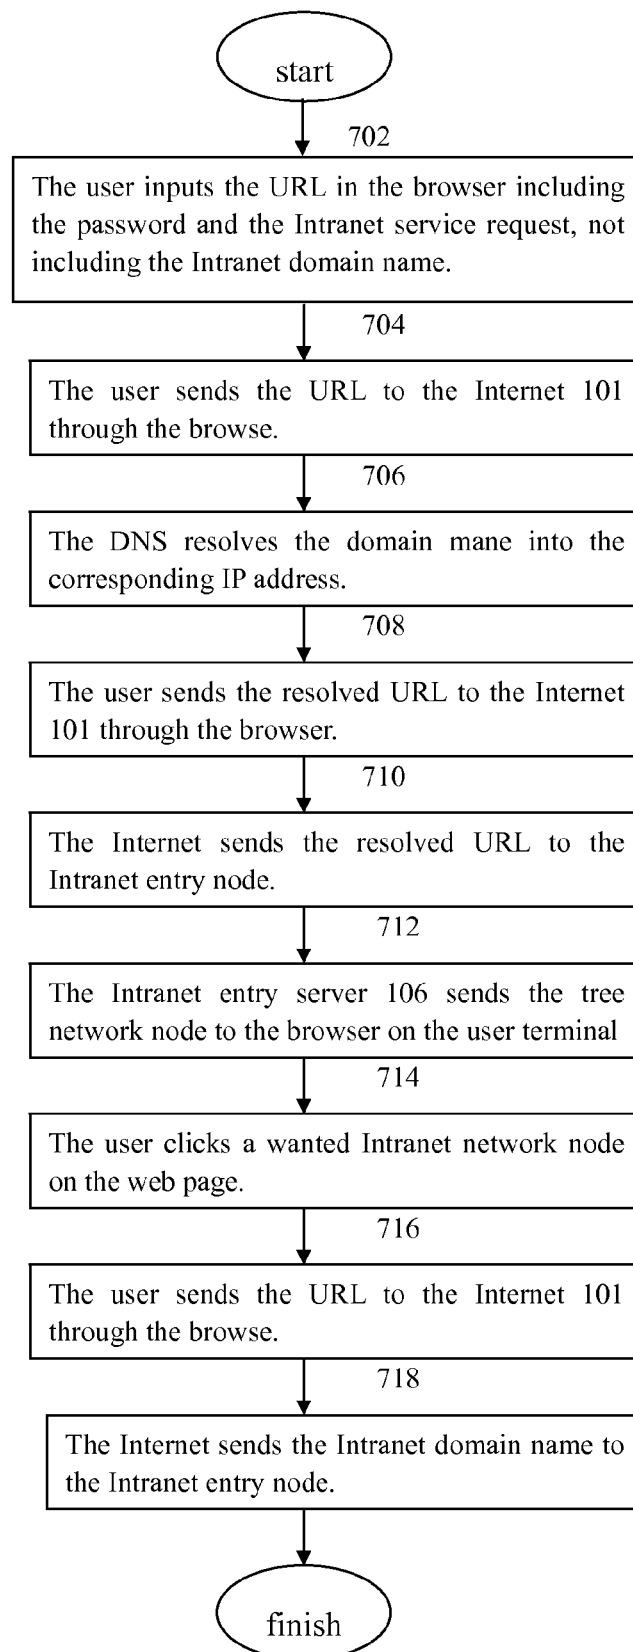 start
702
The user inputs the URL in the browser including
the password and the Intranet service request, not
including the Intranet domain name.
704
The user sends the URL to the Internet 101
through the browse.
706
The DNS resolves the domain mane into the
corresponding IP address.
708
The user sends the resolved URL to the Internet
101 through the browser.
710
The Internet sends the resolved URL to the
Intranet entry node.
712
The Intranet entry server 106 sends the tree
network node to the browser on the user terminal
714
The user clicks a wanted Intranet network node
on the web page.
716
The user sends the URL to the Internet 101
through the browse.
718
The Internet sends the Intranet domain name to
the Intranet entry node.
finish